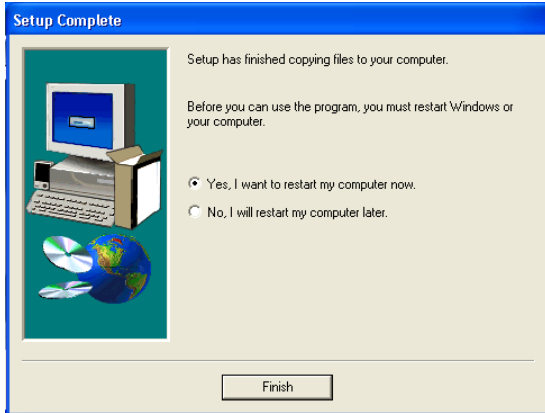 Setup Complete
Setup has finished copying files to your computer.
Before you can use the program, you must restart Windows or
your computer.
Yes, I want to restart my computer now.
No, I will restart my computer later.
Finish